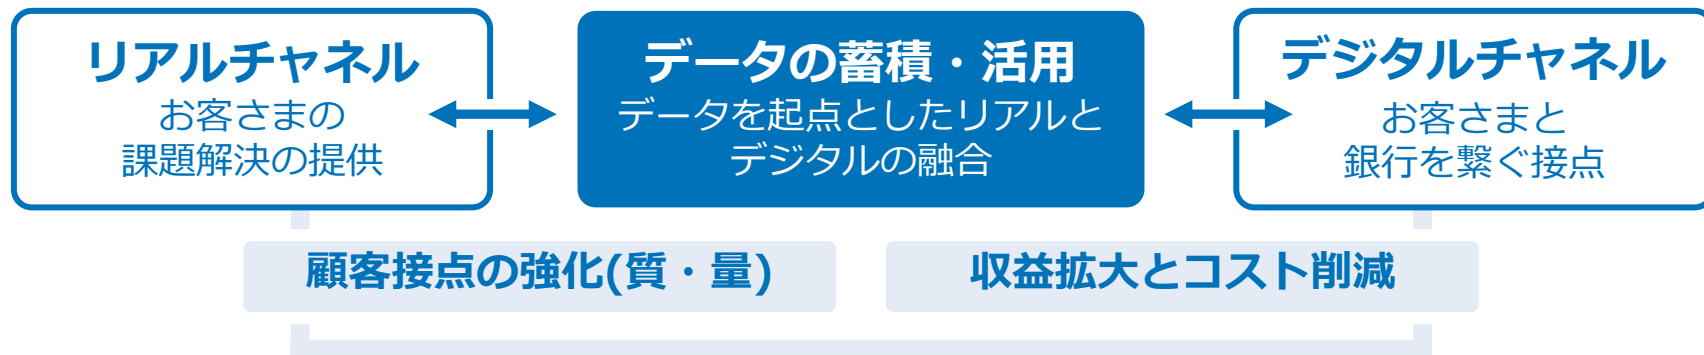 リアルチャネル
お客さまの
課題解決の提供
データの蓄積・活用
データを起点としたリアルと
デジタルの融合
デジタルチャネル
お客さまと
銀行を繋ぐ接点
顧客接点の強化(質・量)
収益拡大とコスト削減